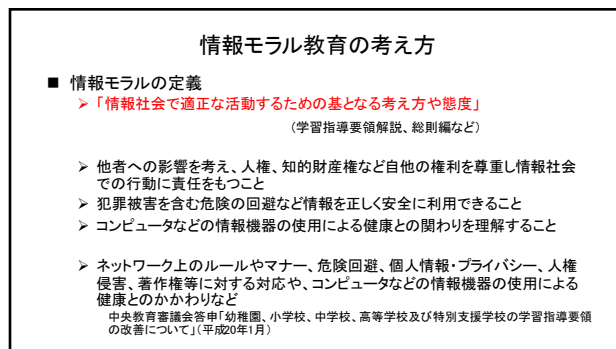 情報モラル教育の考え方
■ 情報モラルの定義
➢ 「情報社会で適正な活動するための基となる考え方や態度」
（学習指導要領解説、総則編など）
➢ 他者への影響を考え、人権、知的財産権など自他の権利を尊重し情報社会
での行動に責任をもつこと
➢ 犯罪被害を含む危険の回避など情報を正しく安全に利用できること
➢ コンピュータなどの情報機器の使用による健康との関わりを理解すること
➢ ネットワーク上のルールやマナー、危険回避、個人情報・プライバシー、人権
侵害、著作権等に対する対応や、コンピュータなどの情報機器の使用による
健康とのかかわりなど
中央教育審議会答申「幼稚園、小学校、中学校、高等学校及び特別支援学校の学習指導要領
の改善について」（平成20年1月）